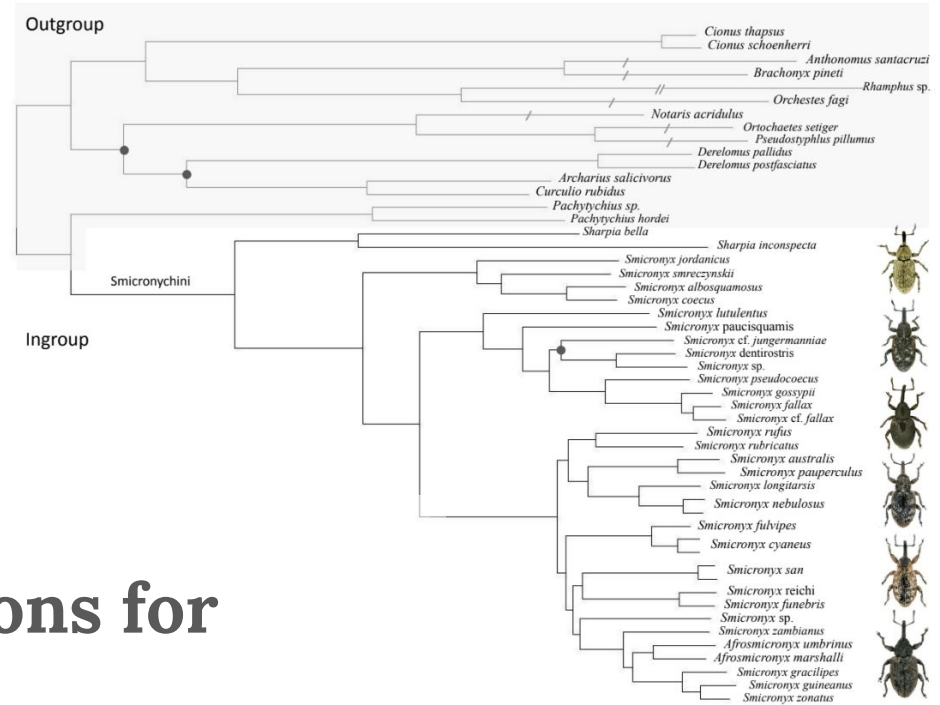 Outgroup
Cionus thapsus
Cionus schoenherri
Anthonomus santacruzi
Brachonyx pineti
Rhamphus sp.
Orchestes fagi
Notaris acridulus
Ortochaetes setiger
Pseudostyphlus pillumus
Derelomus pallidus
Derelomus postfasciatus
Archarius salicivorus
Curculio rubidus
Pachytychius sp.
Pachytychius hordei
Sharpia bella
Sharpia inconspecta
Smicronychini
Smicronyx jordanicus
Smicronyx smreczynskii
Smicronyx albosquamosus
Smicronyx coecus
Ingroup
Smicronyx lutulentus
Smicronyx paucisquamis
Smicronyx cf. jungermanniae
Smicronyx dentirostris
Smicronyx sp.
Smicronyx pseudocoecus
Smicronyx gossypii
Smicronyx fallax
Smicronyx cf. fallax
Smicronyx rufus
Smicronyx rubricatus
Smicronyx australis
Smicronyx pauperculus
Smicronyx longitarsis
Smicronyx nebulosus
Smicronyx fulvipes
Smicronyx cyaneus
Smicronyx san
Smicronyx reichi
Smicronyx funebris
Smicronyx sp.
Smicronyx zambianus
Afrosmicronyx umbrinus
Afrosmicronyx marshalli
Smicronyx gracilipes
Smicronyx guineanus
Smicronyx zonatus
ons for